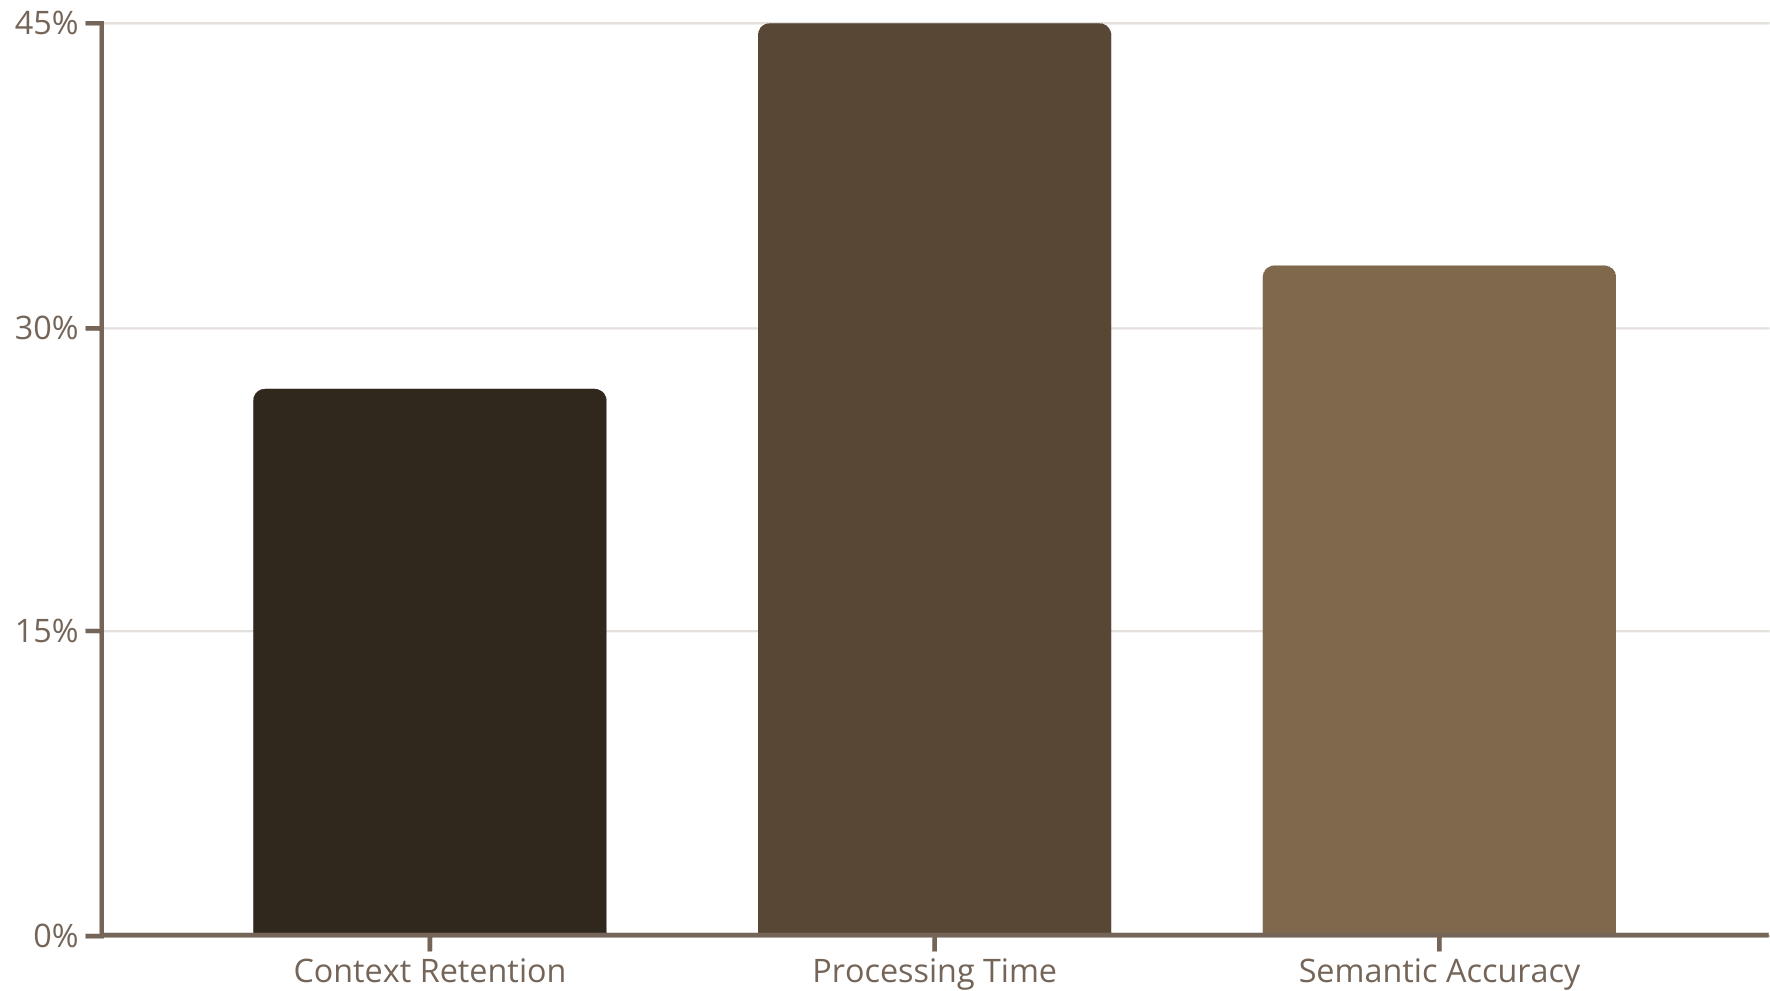 45%
30%
15%
0%
Context Retention
Processing Time
Semantic Accuracy